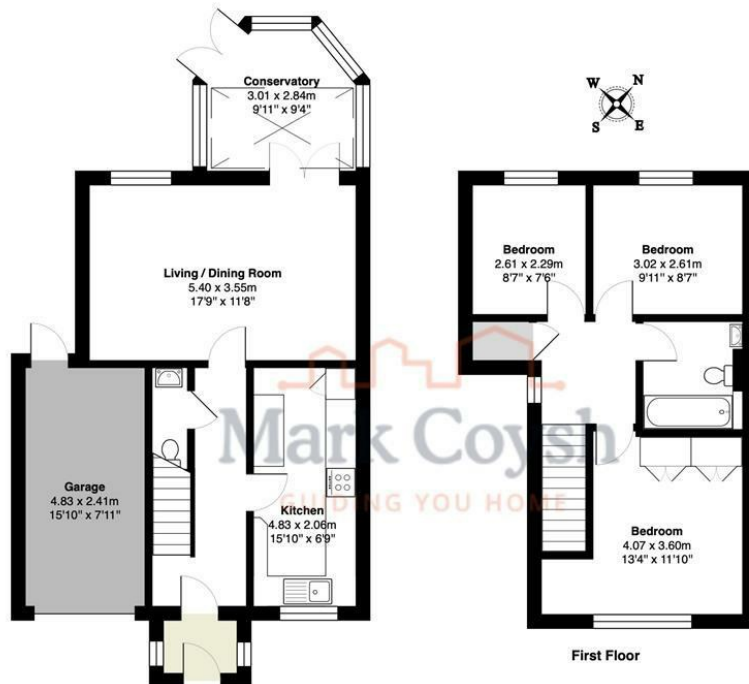 Conservatory
3.01 x 2.84m
9'11" x 9'4"
W N
S E
Living / Dining Room
5.40 x 3.55m
17'9" x 11'8"
Bedroom
2.61 x 2.29m
8'7" x 7'6"
Bedroom
3.02 x 2.61m
9'11" x 8'7"
Mark Coysh
GUIDING YOU HOME
Garage
4.83 x 2.41m
15'10" x 7'11"
Kitchen
4.83 x 2.06m
15'10" x 6'9"
Bedroom
4.07 x 3.60m
13'4" x 11'10"
First Floor